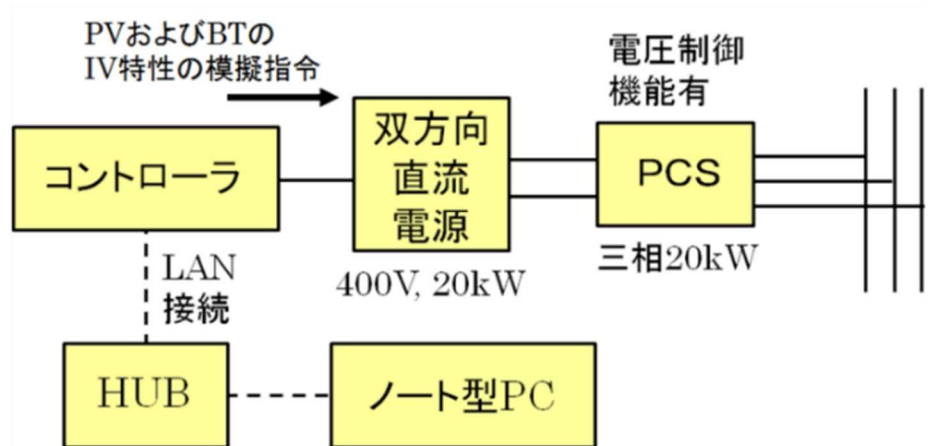 PVおよびBTの
IV特性の模擬指令
電圧制御
機能有
コントローラ
双方向
直流
電源
PCS
400V, 20kW
三相20kW
LAN
接続
HUB
ノート型PC